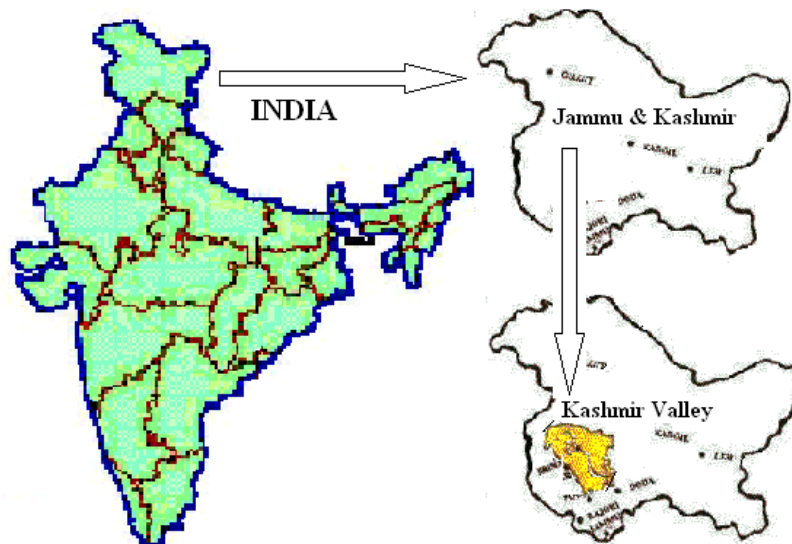 INDIA
GILGIT
Jammu & Kashmir
KARGIL
LEH
DODA
Kashmir Valley
KARGIL
LEH
DODA